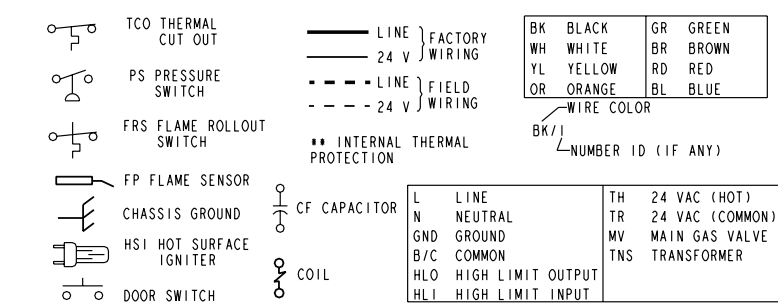 TCO THERMAL
CUT OUT
PS PRESSURE
SWITCH
FRS FLAME ROLLOUT
SWITCH
FP FLAME SENSOR
CHASSIS GROUND
HSI HOT SURFACE
IGNITER
DOOR SWITCH
LINE
24 V
FACTORY
WIRING
LINE
24 V
FIELD
WIRING
** INTERNAL THERMAL
PROTECTION
CF CAPACITOR
COIL
BK BLACK GR GREEN
WH WHITE BR BROWN
YL YELLOW RD RED
OR ORANGE BL BLUE
WIRE COLOR
BK/1
NUMBER ID (IF ANY)
L LINE TH 24 VAC (HOT)
N NEUTRAL TR 24 VAC (COMMON)
GND GROUND MV MAIN GAS VALVE
B/C COMMON TNS TRANSFORMER
HLO HIGH LIMIT OUTPUT
HLI HIGH LIMIT INPUT